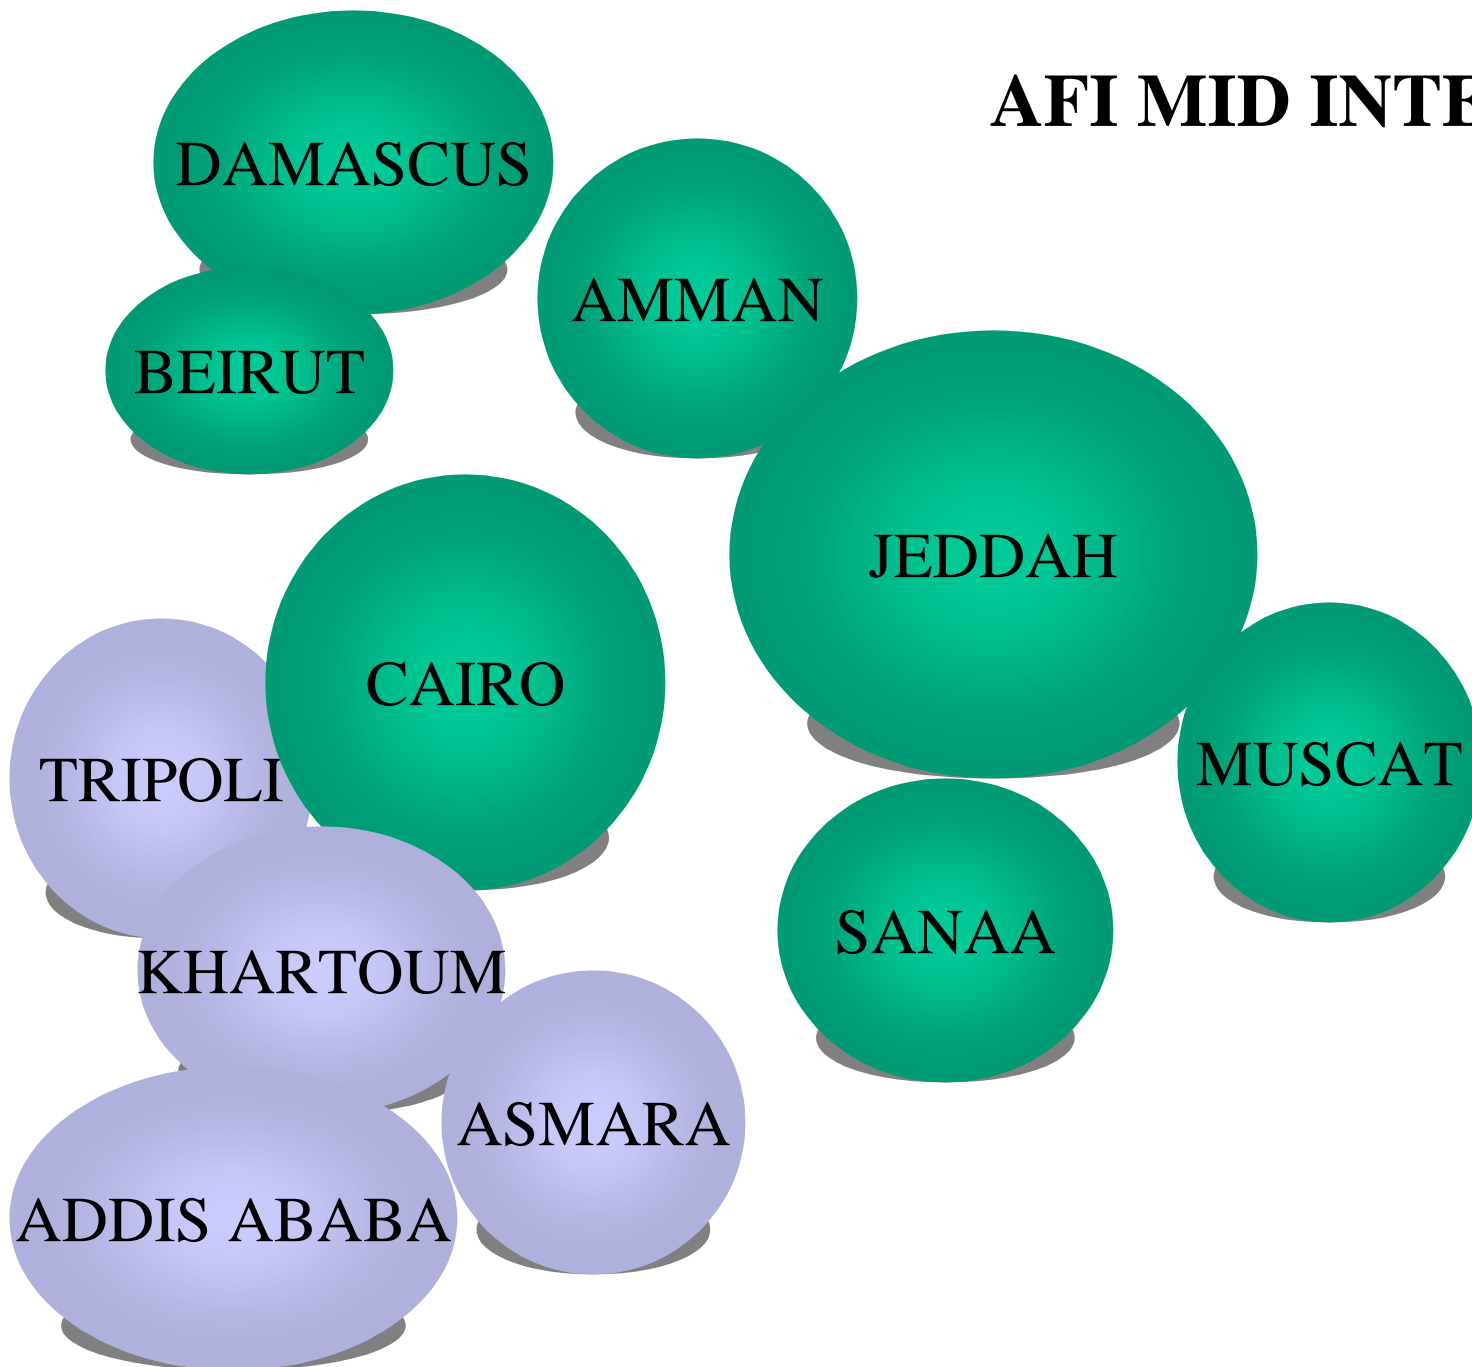 AFI MID INTE
DAMASCUS
AMMAN
BEIRUT
JEDDAH
CAIRO
MUSCAT
TRIPOLI
SANAA
KHARTOUM
ASMARA
ADDIS ABABA